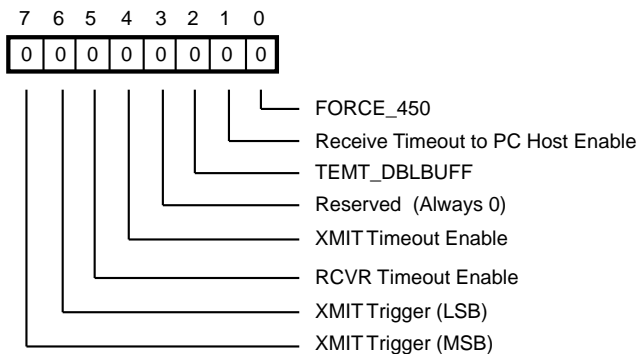 7 6 5 4 3 2 1 0
0 0 0 0 0 0 0 0
FORCE_450
Receive Timeout to PC Host Enable
TEMT_DBLBUFF
Reserved (Always 0)
XMIT Timeout Enable
RCVR Timeout Enable
XMIT Trigger (LSB)
XMIT Trigger (MSB)